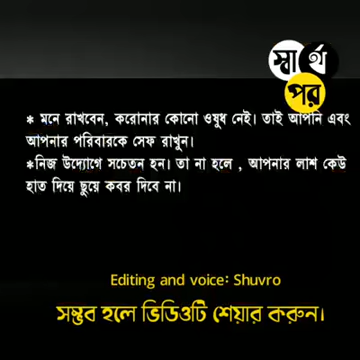 স্বার্থ
পর
* মনে রাখবেন, করোনার কোনো ওষুধ নেই। তাই আপনি এবং
আপনার পরিবারকে সেফ রাখুন।
*নিজ উদ্যোগে সচেতন হন। তা না হলে , আপনার লাশ কেউ
হাত দিয়ে ছুয়ে কবর দিবে না।
Editing and voice: Shuvro
সম্ভব হলে ভিডিওটি শেয়ার করুন।